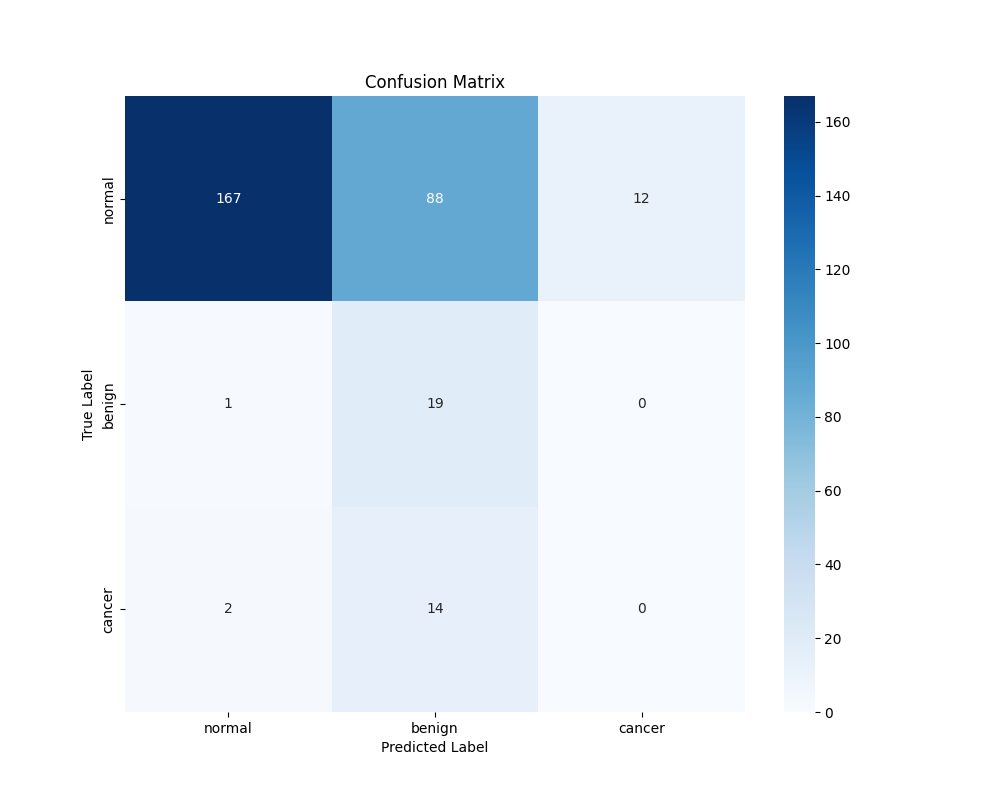 Confusion Matrix
normal
167
88
12
160
140
120
100
80
60
40
20
0
True Label
benign
1
19
0
cancer
2
14
0
normal
benign
cancer
Predicted Label